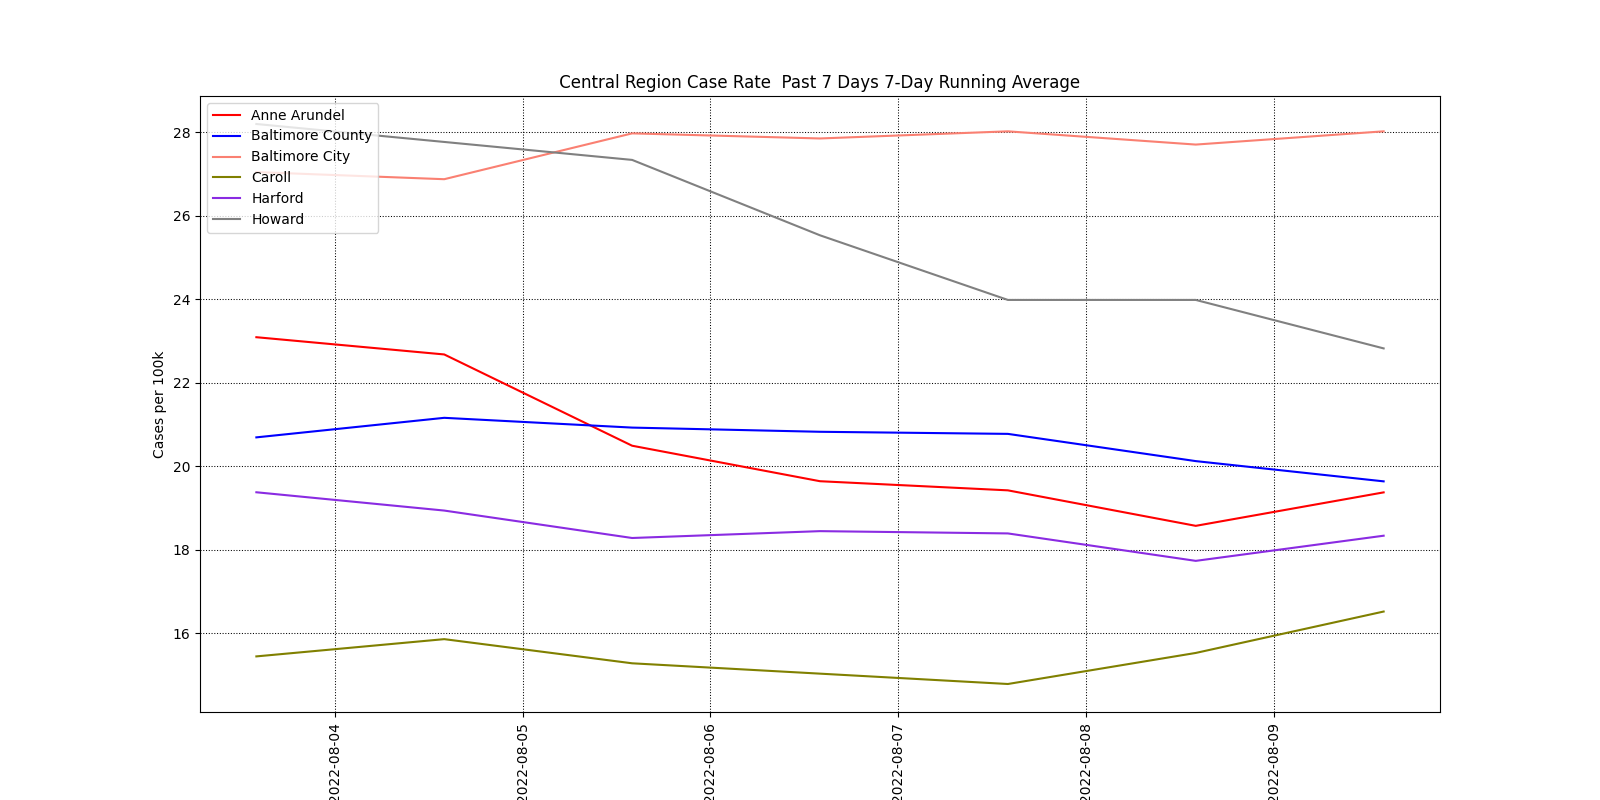 Central Region Case Rate  Past 7 Days 7-Day Running Average
Anne Arundel
Baltimore County
Baltimore City
Caroll
Harford
Howard
Cases per 100k
28
26
24
22
20
18
16
2022-08-04
2022-08-05
2022-08-06
2022-08-07
2022-08-08
2022-08-09